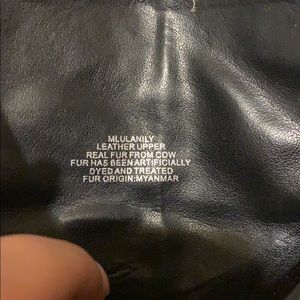 MLULANILY
LEATHER UPPER
REAL FUR FROM COW
FUR HAS BEEN ARTIFICIALLY
DYED AND TREATED
FUR ORIGIN:MYANMAR